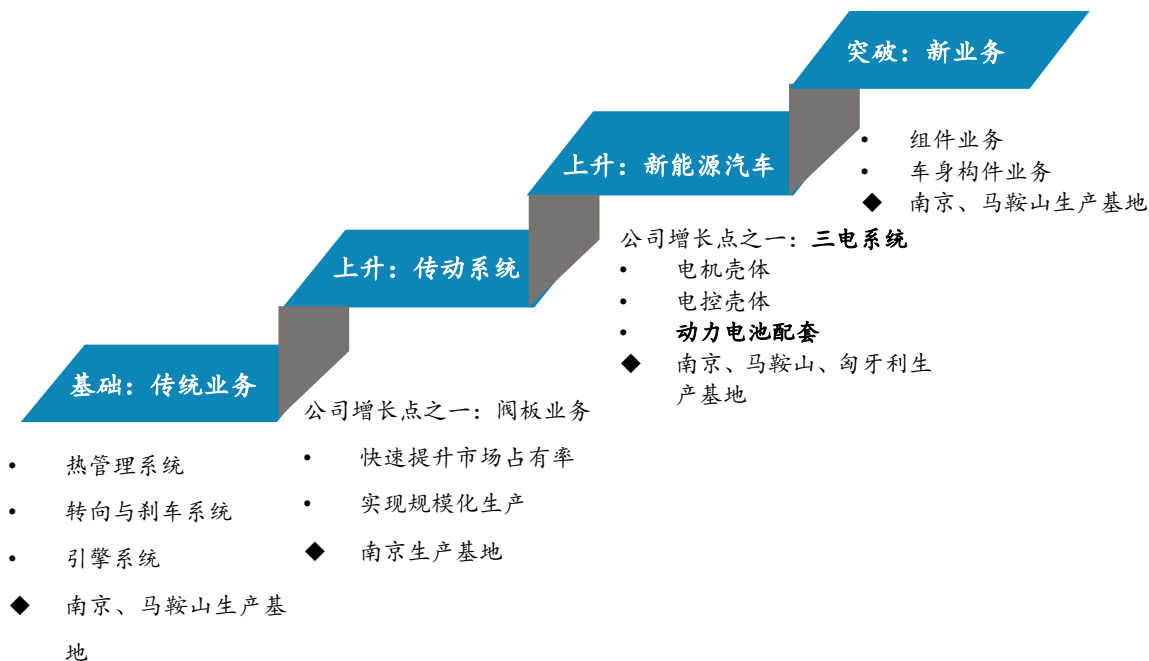 突破：新业务
• 组件业务
• 车身构件业务
◆ 南京、马鞍山生产基地
上升：新能源汽车
公司增长点之一：三电系统
• 电机壳体
• 电控壳体
• 动力电池配套
◆ 南京、马鞍山、匈牙利生
产基地
上升：传动系统
公司增长点之一：阀板业务
• 快速提升市场占有率
• 实现规模化生产
◆ 南京生产基地
基础：传统业务
• 热管理系统
• 转向与刹车系统
• 引擎系统
◆ 南京、马鞍山生产基
地